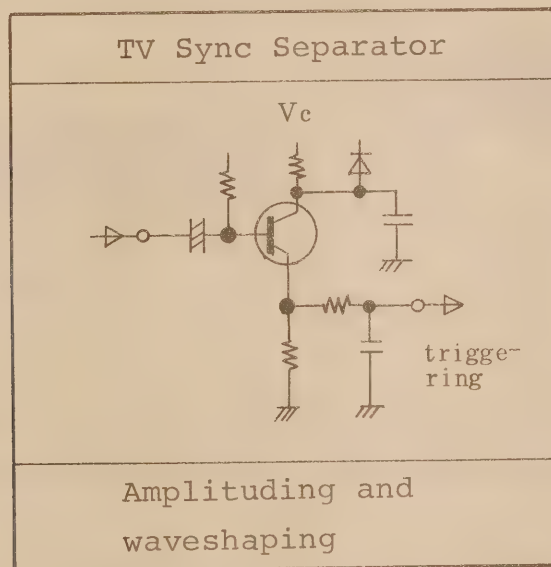 TV Sync Separator
Vc
trigge-
ring
Amplituding and
waveshaping